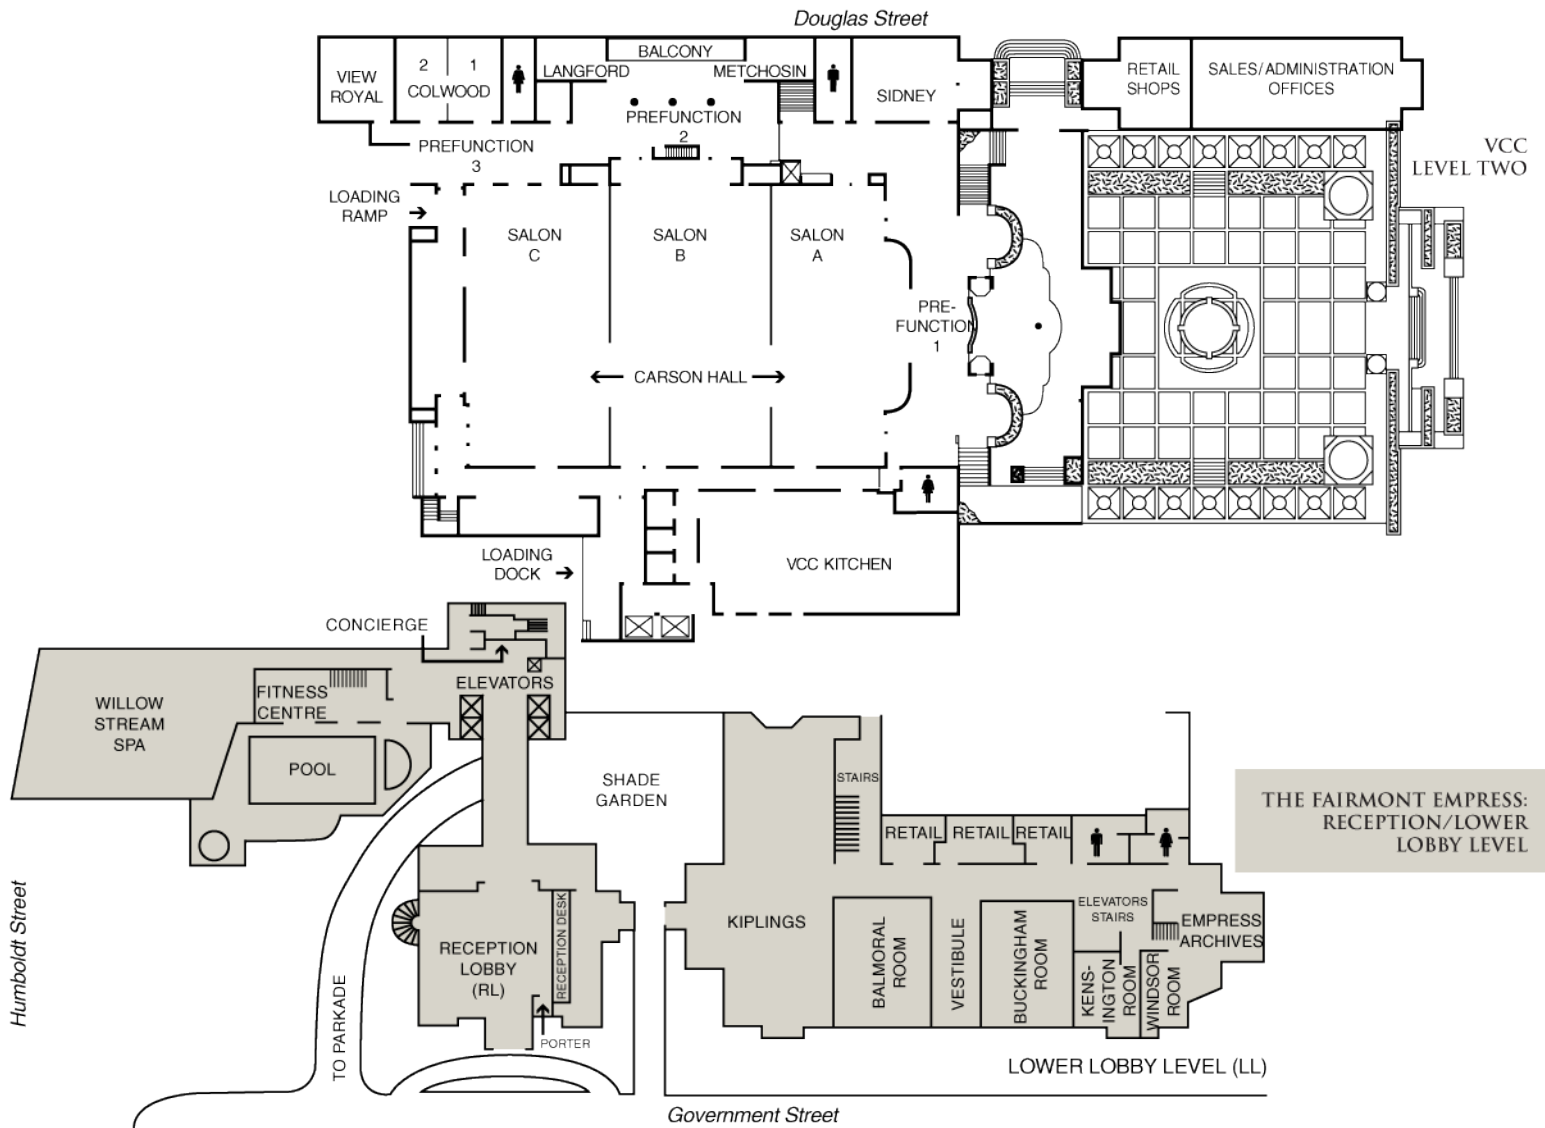 Douglas Street
BALCONY
LANGFORD
METCHOSIN
VIEW
ROYAL
2 1
COLWOOD
SIDNEY
RETAIL
SHOPS
SALES/ADMINISTRATION
OFFICES
PREFUNCTION
2
PREFUNCTION
3
VCC
LEVEL TWO
LOADING
RAMP
SALON
C
SALON
B
SALON
A
PRE-
FUNCTION
1
CARSON HALL
LOADING
DOCK
VCC KITCHEN
CONCIERGE
ELEVATORS
WILLOW
STREAM
SPA
FITNESS
CENTRE
POOL
SHADE
GARDEN
STAIRS
RETAIL
RETAIL
RETAIL
THE FAIRMONT EMPRESS:
RECEPTION/LOWER
LOBBY LEVEL
Humboldt Street
TO PARKADE
RECEPTION
LOBBY
(RL)
RECEPTION DESK
PORTER
KIPLINGS
BALMORAL
ROOM
VESTIBULE
BUCKINGHAM
ROOM
ELEVATORS
STAIRS
EMPRESS
ARCHIVES
KENS-
INGTON
ROOM
WINDSOR
ROOM
LOWER LOBBY LEVEL (LL)
Government Street